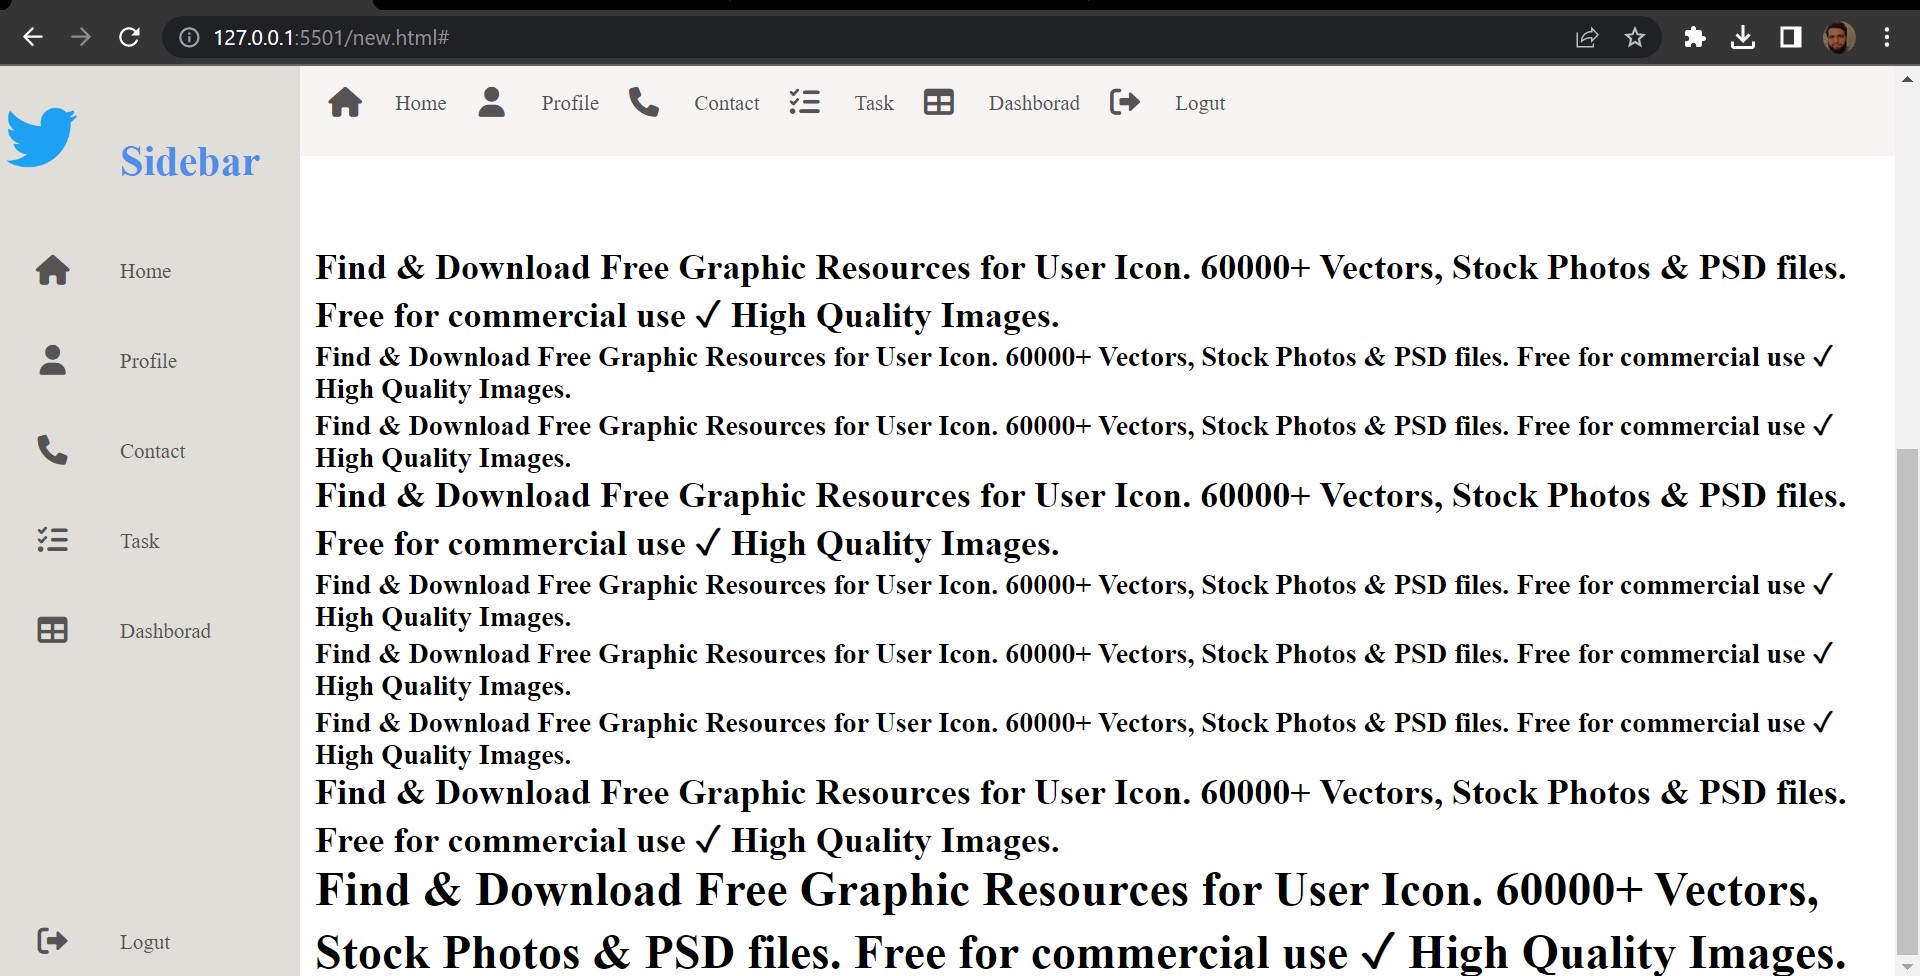 127.0.0.1:5501/new.html#
Home Profile Contact Task Dashborad Logut
Sidebar
Home
Profile
Contact
Task
Dashborad
Logut
Find & Download Free Graphic Resources for User Icon. 60000+ Vectors, Stock Photos & PSD files.
Free for commercial use ✓ High Quality Images.
Find & Download Free Graphic Resources for User Icon. 60000+ Vectors, Stock Photos & PSD files. Free for commercial use ✓
High Quality Images.
Find & Download Free Graphic Resources for User Icon. 60000+ Vectors, Stock Photos & PSD files. Free for commercial use ✓
High Quality Images.
Find & Download Free Graphic Resources for User Icon. 60000+ Vectors, Stock Photos & PSD files.
Free for commercial use ✓ High Quality Images.
Find & Download Free Graphic Resources for User Icon. 60000+ Vectors, Stock Photos & PSD files. Free for commercial use ✓
High Quality Images.
Find & Download Free Graphic Resources for User Icon. 60000+ Vectors, Stock Photos & PSD files. Free for commercial use ✓
High Quality Images.
Find & Download Free Graphic Resources for User Icon. 60000+ Vectors, Stock Photos & PSD files. Free for commercial use ✓
High Quality Images.
Find & Download Free Graphic Resources for User Icon. 60000+ Vectors, Stock Photos & PSD files.
Free for commercial use ✓ High Quality Images.
Find & Download Free Graphic Resources for User Icon. 60000+ Vectors,
Stock Photos & PSD files. Free for commercial use ✓ High Quality Images.